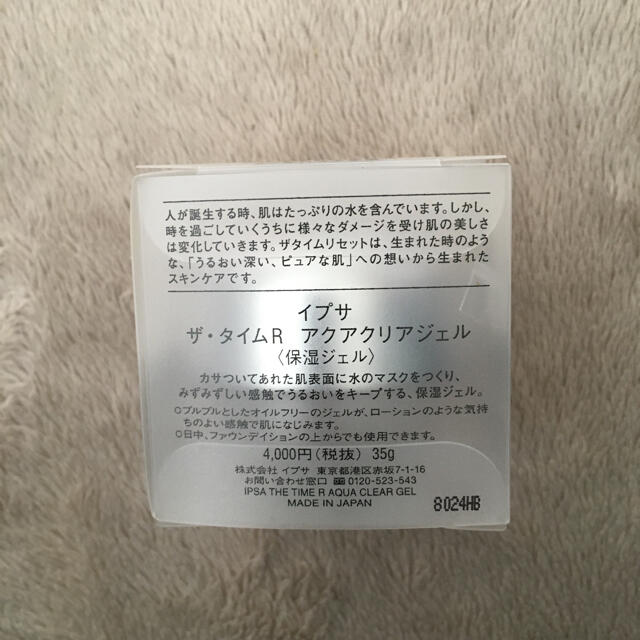 人が誕生する時、肌はたっぷりの水を含んでいます。しかし、
時を過ごしていくうちに様々なダメージを受け肌の美しさ
は変化していきます。ザタイムリセットは、生まれた時のよう
な、「うるおい深い、ピュアな肌」への想いから生まれた
スキンケアです。
イプサ
ザ・タイムR アクアクリアジェル
〈保湿ジェル〉
カサついてあれた肌表面に水のマスクをつくり、
みずみずしい感触でうるおいをキープする、保湿ジェル。
○プルプルとしたオイルフリーのジェルが、ローションのような気持
ちのよい感触で肌になじみます。
○日中、ファウンデイションの上からでも使用できます。
4,000円(税抜) 35g
株式会社 イプサ 東京都港区赤坂7-1-16
お問い合わせ窓口 0120-523-543
IPSA THE TIME R AQUA CLEAR GEL
MADE IN JAPAN
8024HB